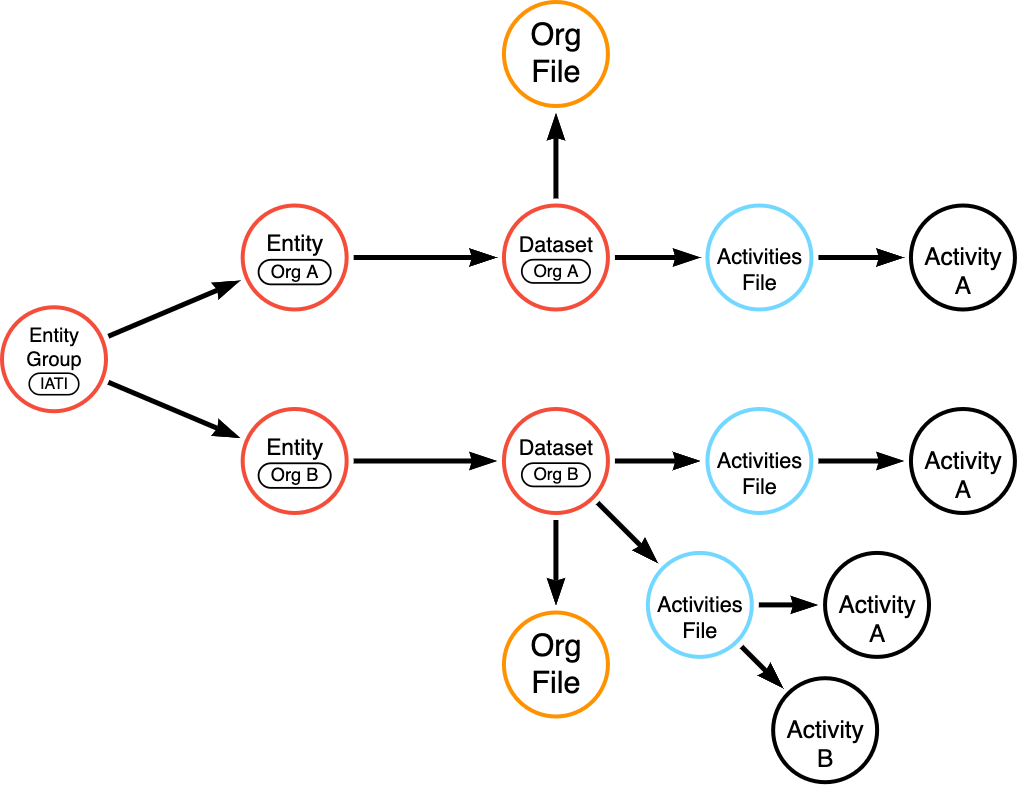 Org
File
Entity
Org A
Dataset
Org A
Activities
File
Activity
A
Entity
Group
IATI
Entity
Org B
Dataset
Org B
Activities
File
Activity
A
Activities
File
Activity
A
Org
File
Activity
B